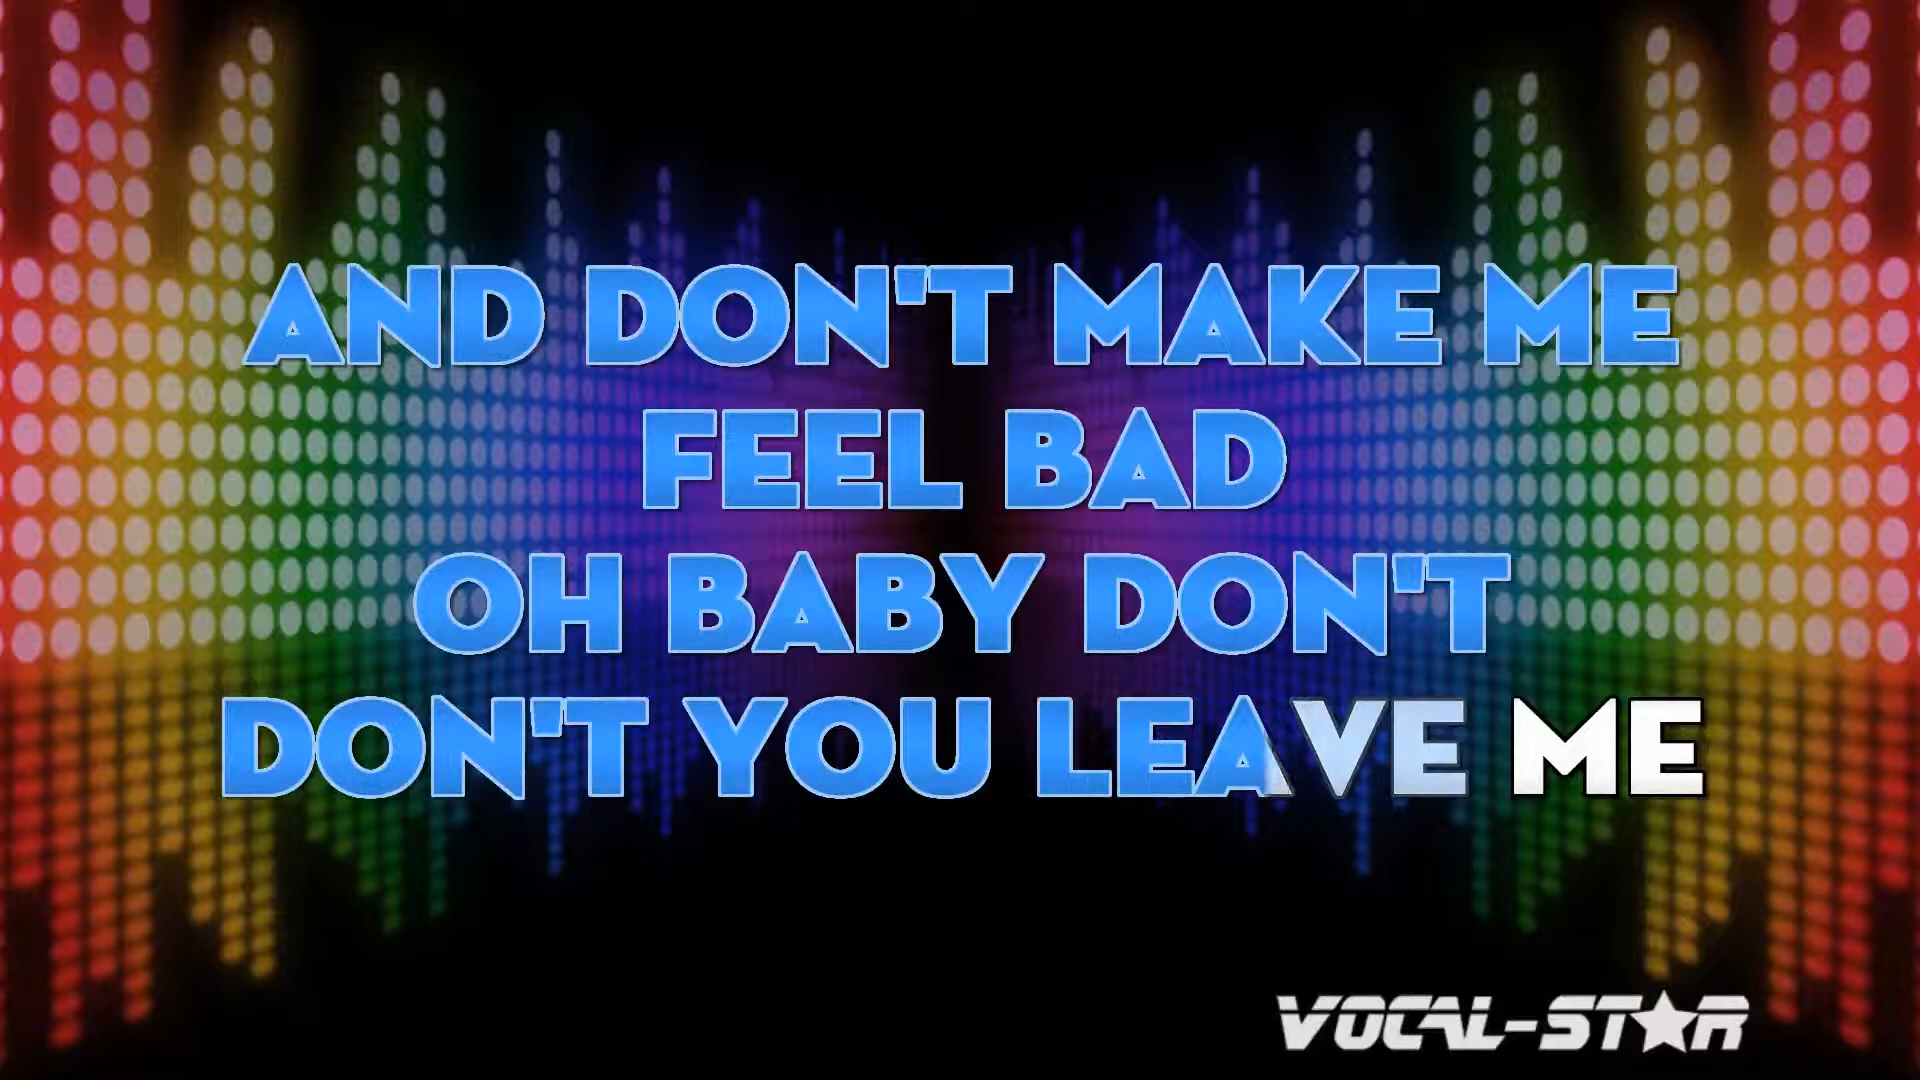 AND DON'T MAKE ME
FEEL BAD
OH BABY DON'T
DON'T YOU LEAVE ME
VOCAL-STAR